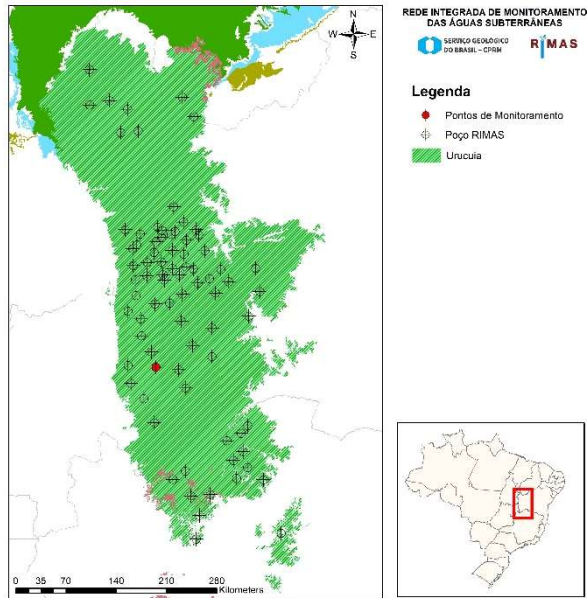 REDE INTEGRADA DE MONITORAMENTO
DAS ÁGUAS SUBTERRÂNEAS
SERVIÇO GEOLÓGICO
DO BRASIL – CPRM
RIMAS
N
W E
S
Legenda
Pontos de Monitoramento
Poço RIMAS
Urucuia
0 35 70 140 210 280
Kilometers